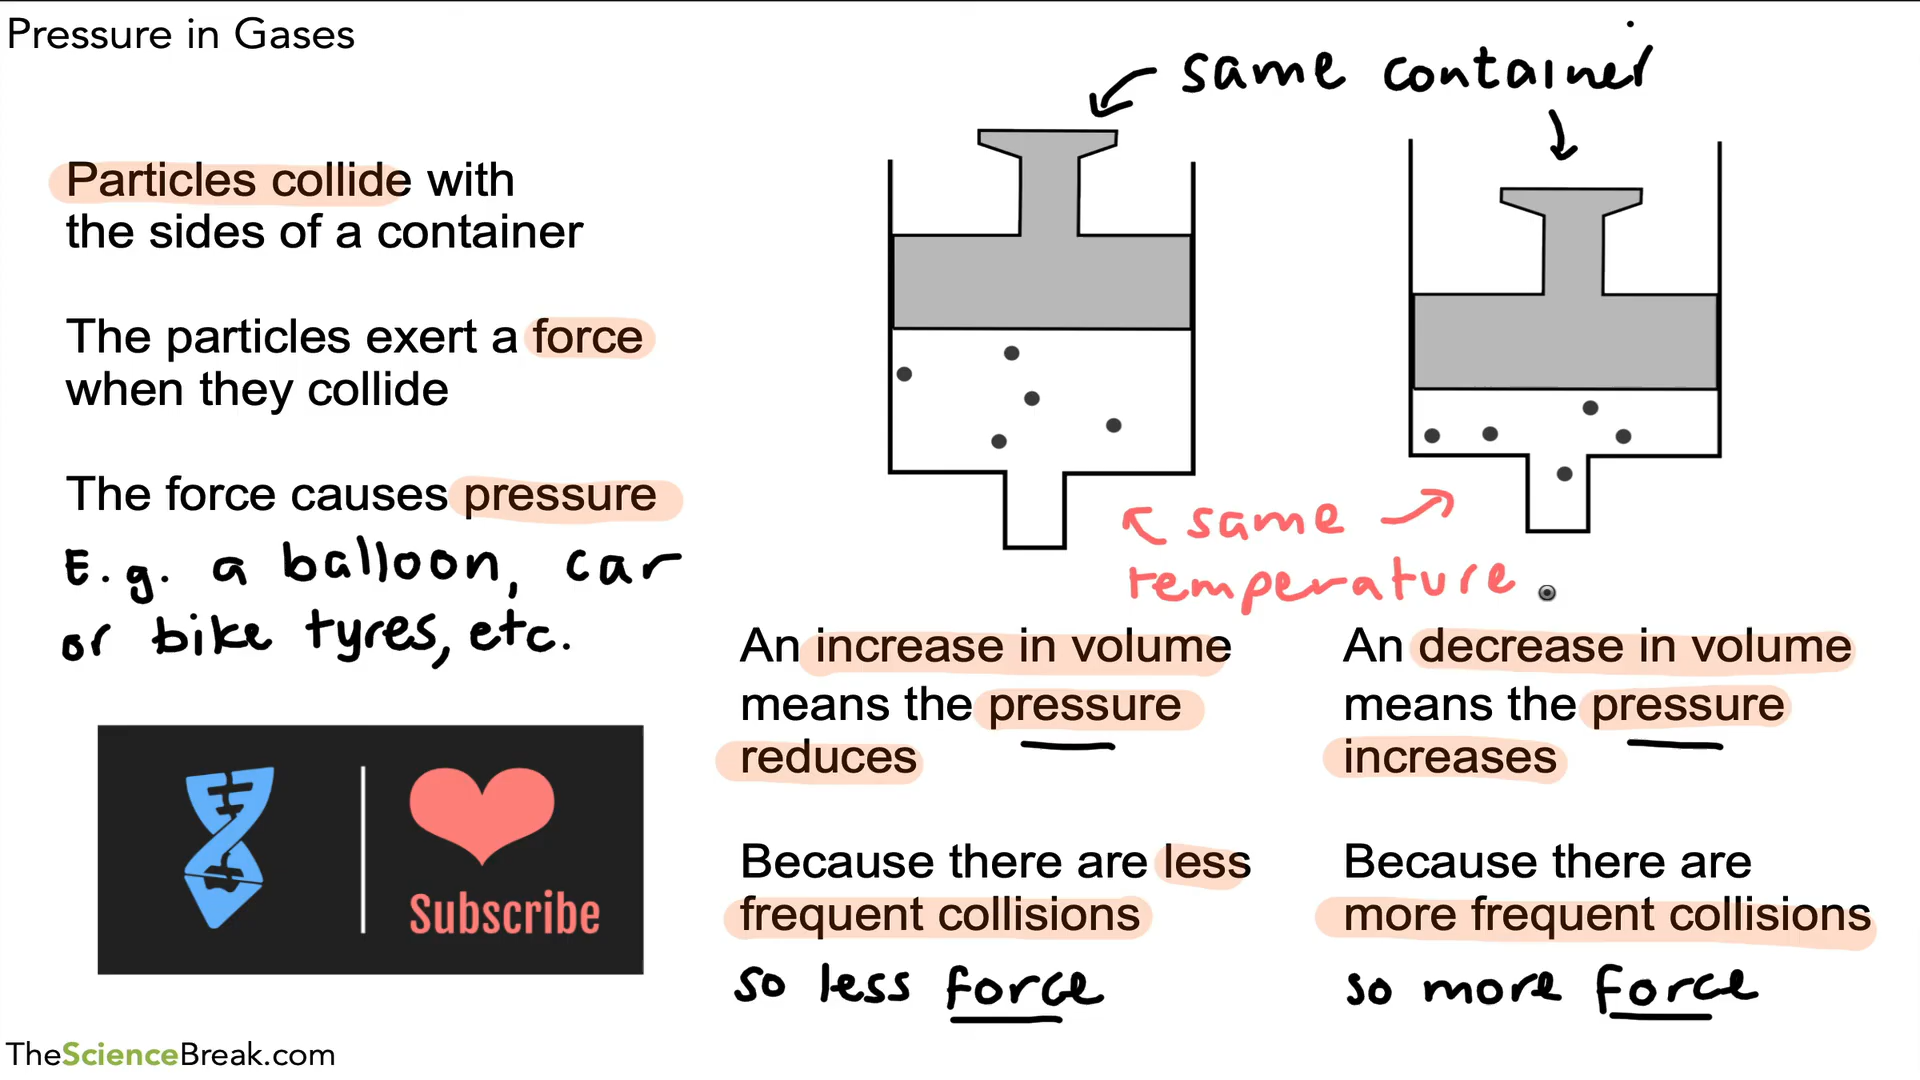 Pressure in Gases
Particles collide with
the sides of a container
The particles exert a force
when they collide
The force causes pressure
E.g. a balloon, car
or bike tyres, etc.
Subscribe
same container
same
temperature
An increase in volume
means the pressure
reduces
Because there are less
frequent collisions
so less force
An decrease in volume
means the pressure
increases
Because there are
more frequent collisions
so more force
TheScienceBreak.com